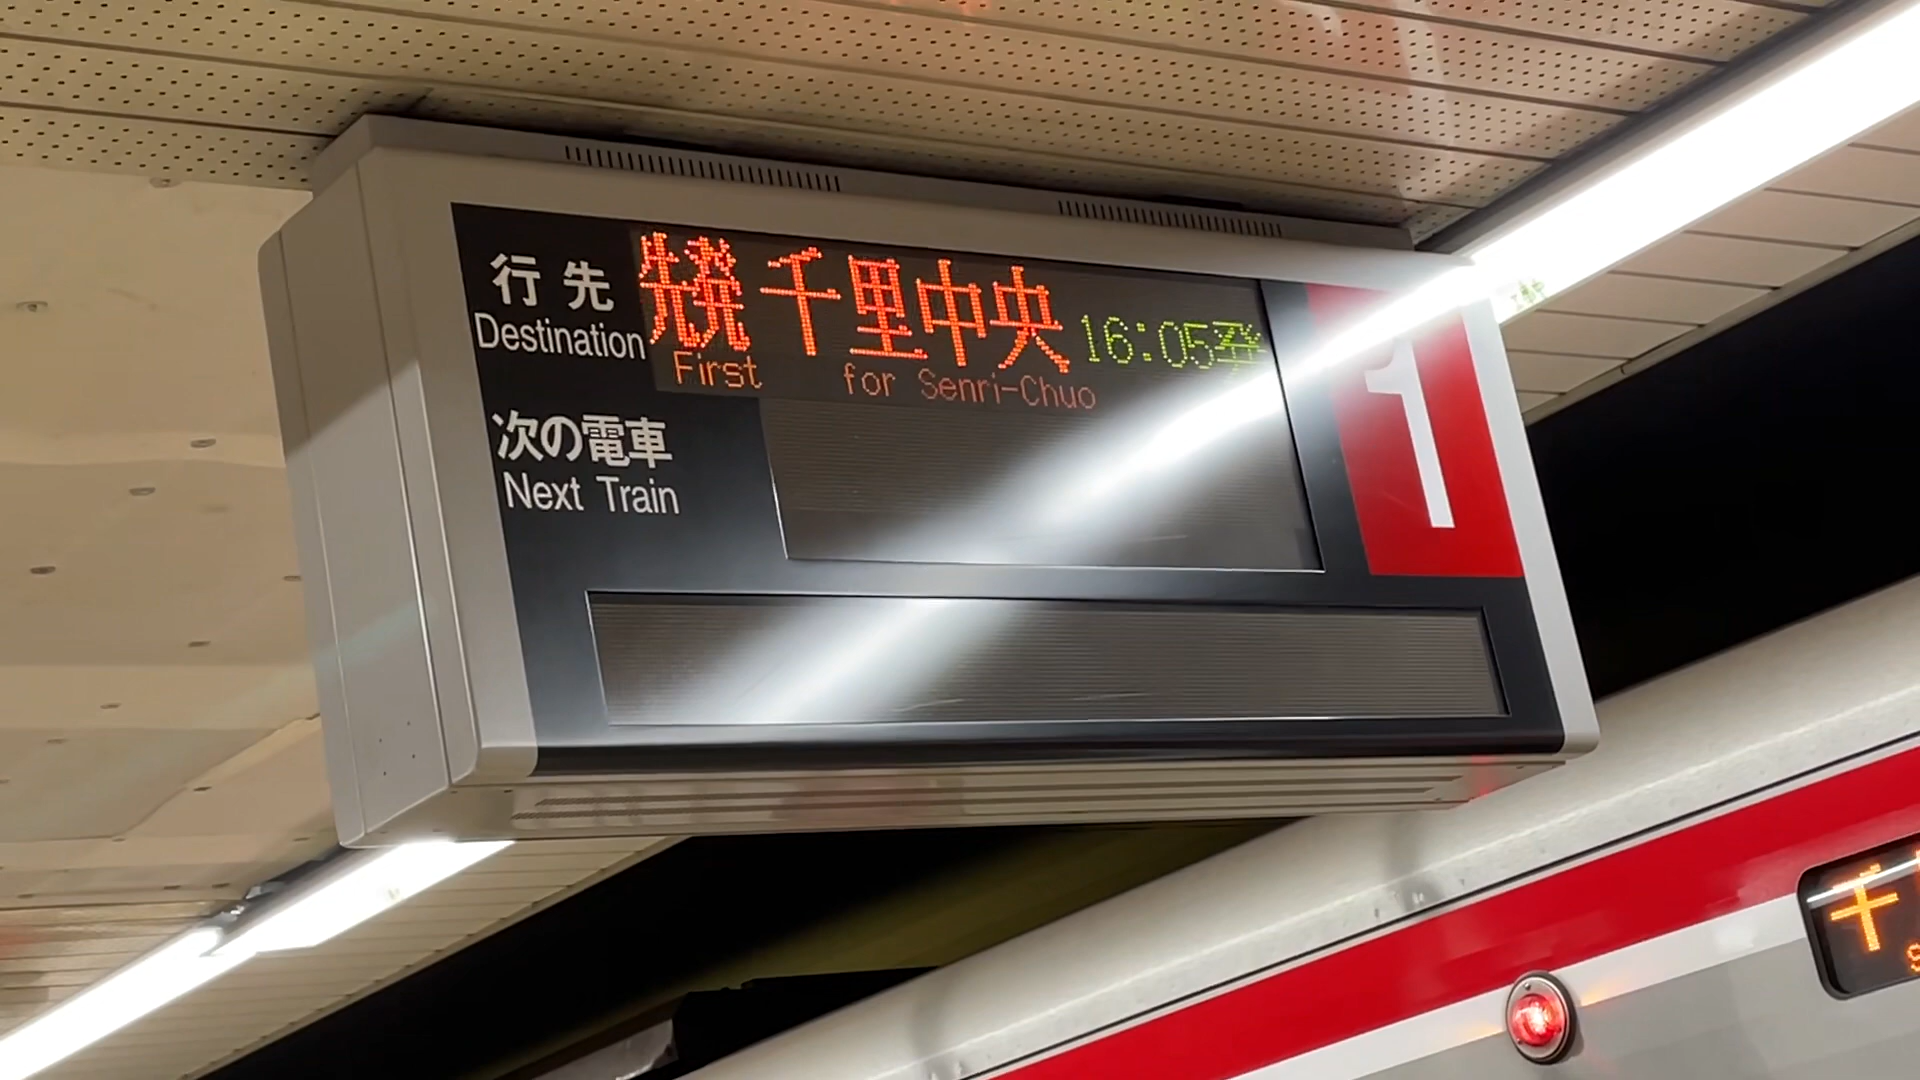 行先 先発 千里中央 16:05発
Destination First for Senri-Chuo
次の電車
Next Train
1
千